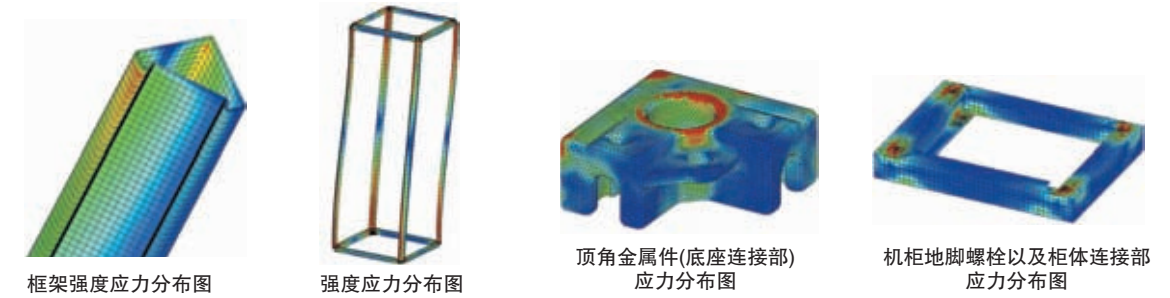 框架强度应力分布图
强度应力分布图
顶角金属件(底座连接部)
应力分布图
机柜地脚螺栓以及柜体连接部
应力分布图